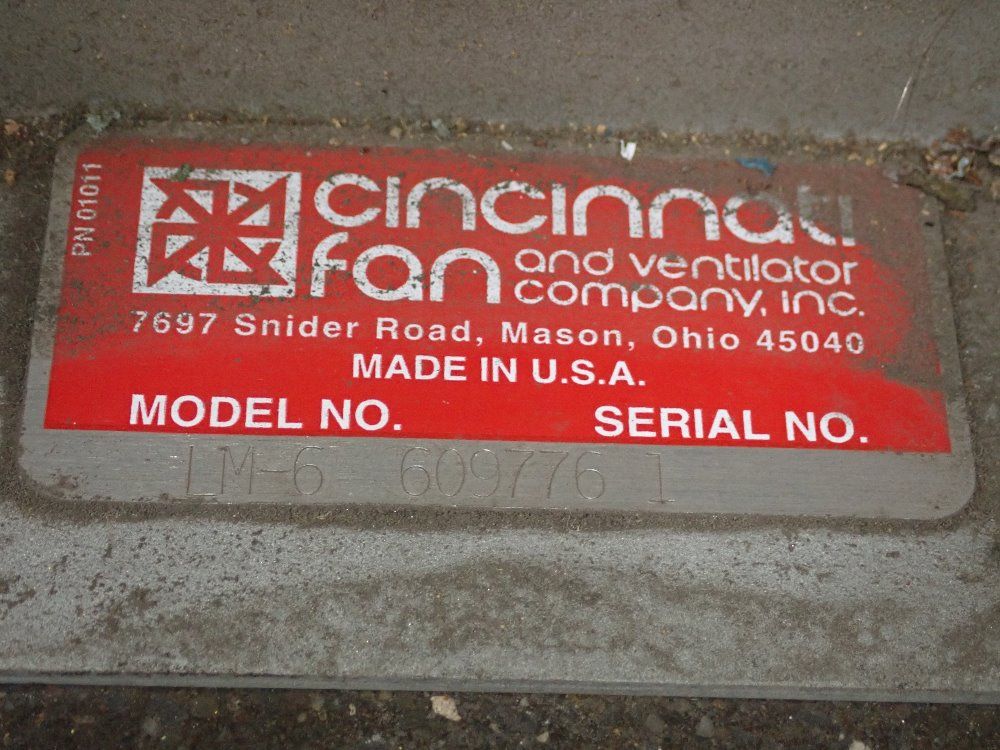 PN 01011
cincinnati
fan and ventilator
company, inc.
7697 Snider Road, Mason, Ohio 45040
MADE IN U.S.A.
MODEL NO. SERIAL NO.
LM-6 609776 1